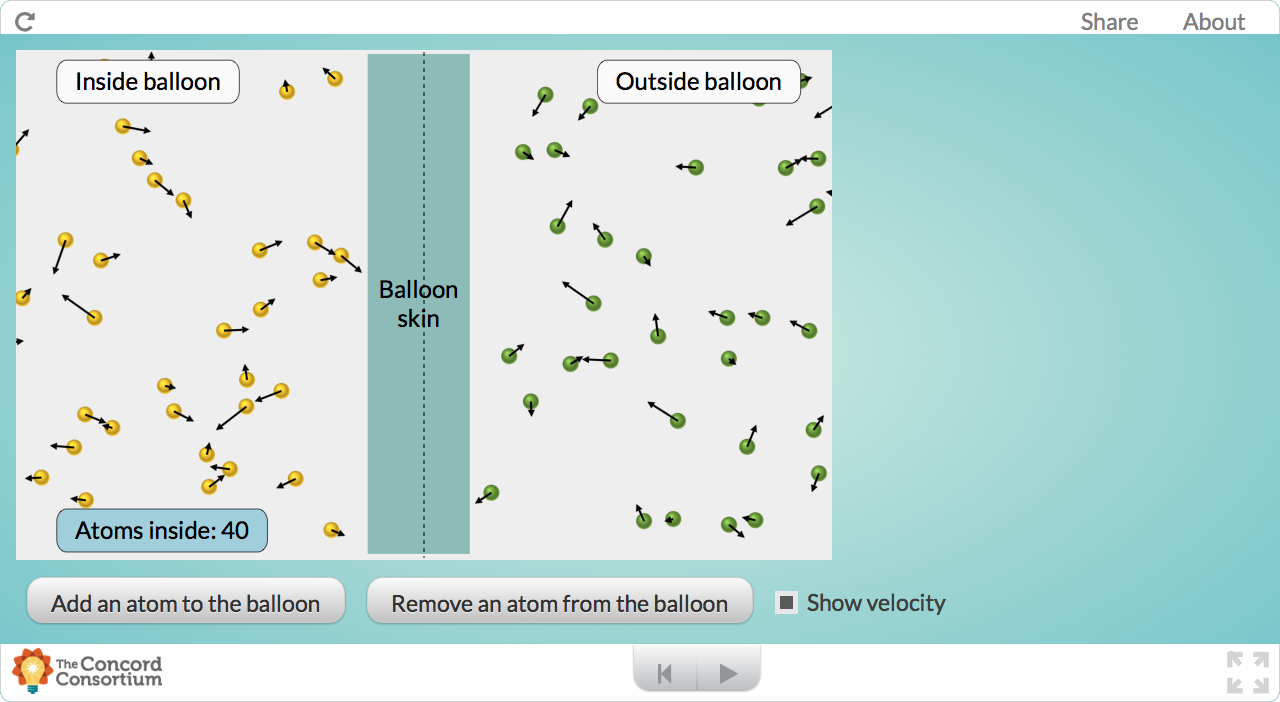 Share About
Inside balloon
Outside balloon
Balloon
skin
Atoms inside: 40
Add an atom to the balloon
Remove an atom from the balloon
Show velocity
The Concord
Consortium